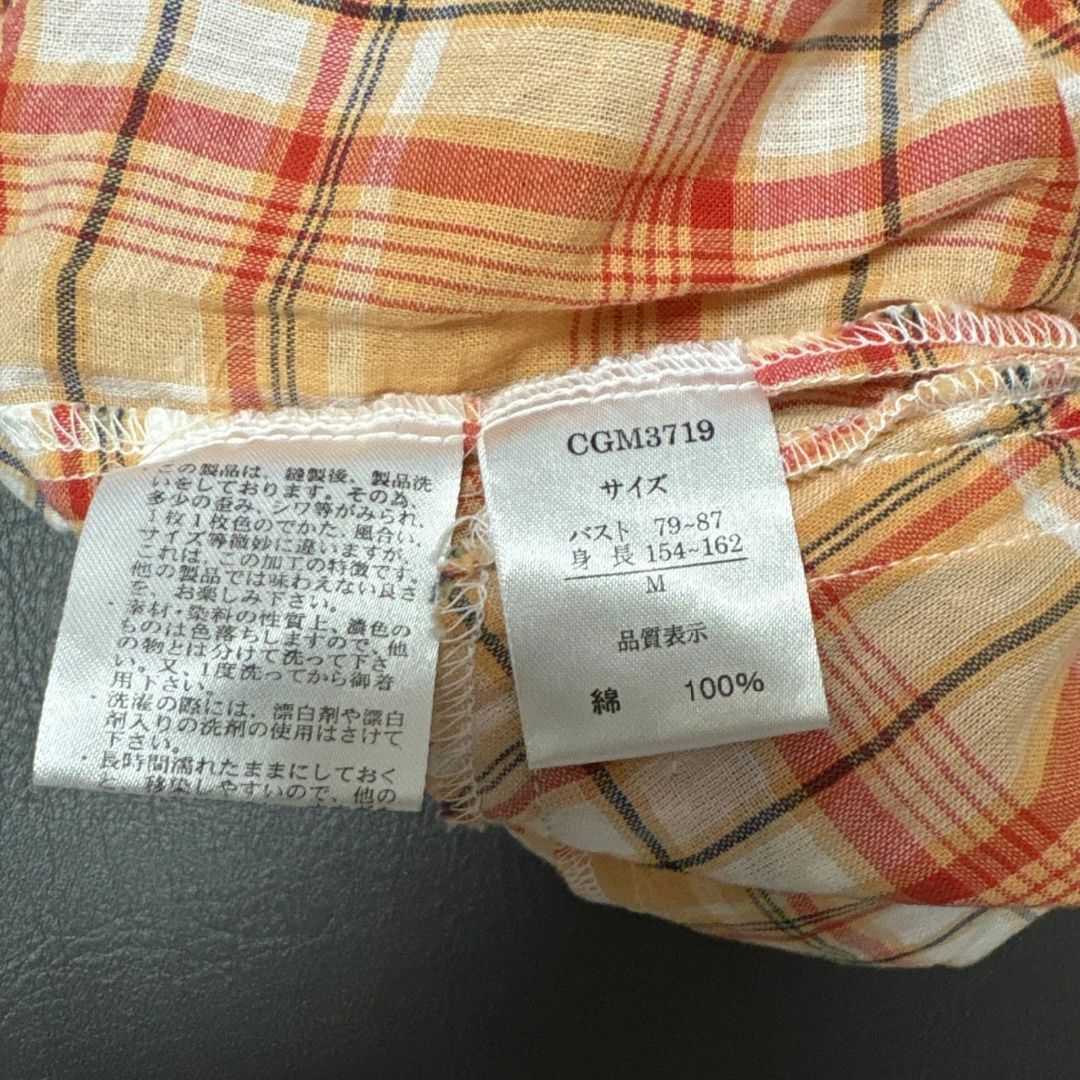 この製品は、縫製後、製品洗
いをしております。その為、
多少の歪み、シワ等がみられ、
1枚1枚色のでかた、風合い、
サイズ等微妙に違いますが、
これは、この加工の特徴です。
他の製品では味わえない良さ
を、お楽しみ下さい。
・素材・染料の性質上、濃色の
ものは色落ちしますので、他
の物とは分けて洗って下さ
い。又、1度洗ってから御着
用下さい。
・洗濯の際には、漂白剤や漂白
剤入りの洗剤の使用はさけて
下さい。
・長時間濡れたままにしておく
と、移染しやすいので、他の
CGM3719
サイズ
バスト 79~87
身長 154~162
M
品質表示
綿 100%